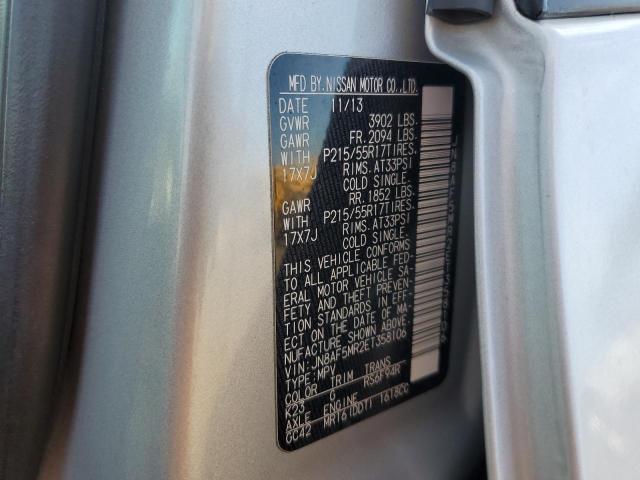 MFD BY.NISSAN MOTOR CO.,LTD.
DATE 11/13
GVWR 3902 LBS.
GAWR FR.2094 LBS.
WITH P215/55R17TIRES.
17X7J RIMS.AT33PSI
COLD SINGLE.
GAWR RR.1852 LBS.
WITH P215/55R17TIRES.
17X7J RIMS.AT33PSI
COLD SINGLE.
THIS VEHICLE CONFORMS
TO ALL APPLICABLE FED-
ERAL MOTOR VEHICLE SA-
FETY AND THEFT PREVEN-
TION STANDARDS IN EFF-
ECT ON THE DATE OF MA-
NUFACTURE SHOWN ABOVE.
VIN:JN8AF5MR2ET358106
TYPE:MPV
COLOR TRIM TRANS
K23 G RS6F94R
AXLE ENGINE
GC42 MR161DDT1 1618CC